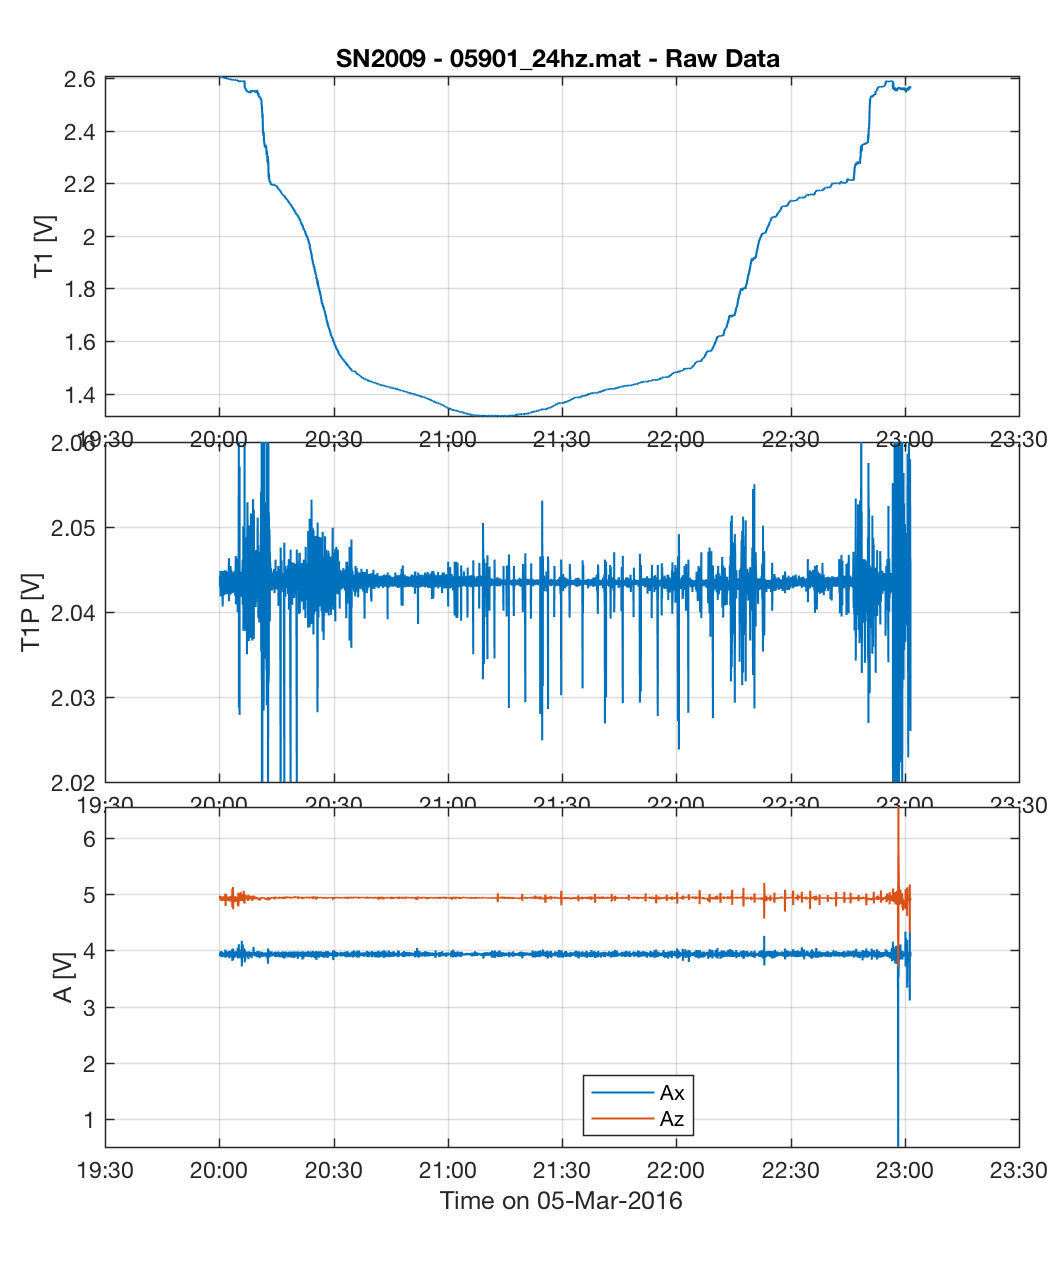 SN2009 - 05901_24hz.mat - Raw Data
2.6
2.4
2.2
2
1.8
1.6
1.4
T1 [V]
19:30 20:00 20:30 21:00 21:30 22:00 22:30 23:00 23:30
2.06
2.05
2.04
2.03
2.02
T1P [V]
19:30 20:00 20:30 21:00 21:30 22:00 22:30 23:00 23:30
6
5
4
3
2
1
A [V]
Ax
Az
19:30 20:00 20:30 21:00 21:30 22:00 22:30 23:00 23:30
Time on 05-Mar-2016